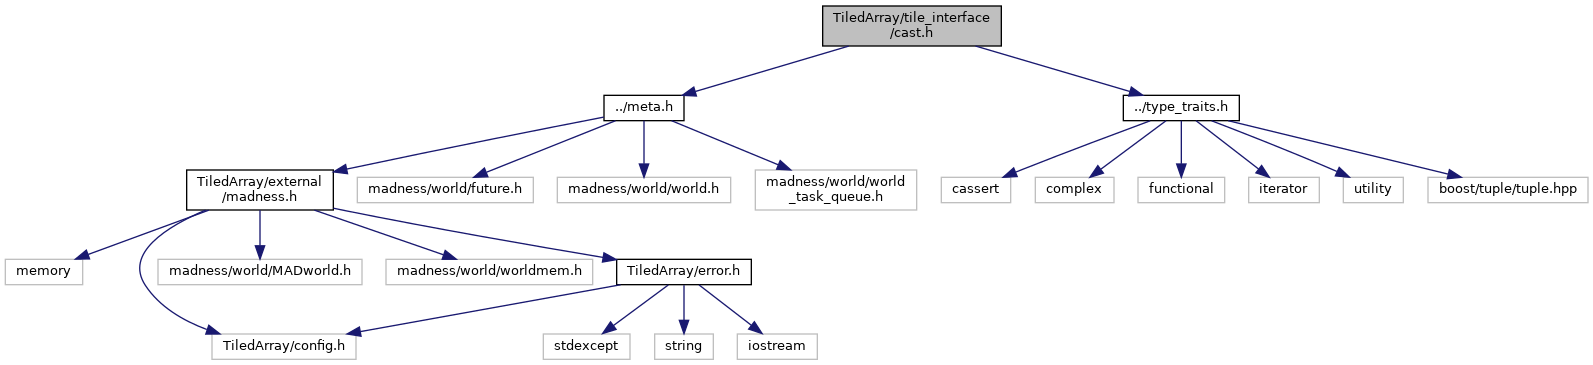 TiledArray/tile_interface
/cast.h
../meta.h
../type_traits.h
TiledArray/external
/madness.h
madness/world/future.h
madness/world/world.h
madness/world/world
_task_queue.h
cassert
complex
functional
iterator
utility
boost/tuple/tuple.hpp
memory
madness/world/MADworld.h
madness/world/worldmem.h
TiledArray/error.h
TiledArray/config.h
stdexcept
string
iostream